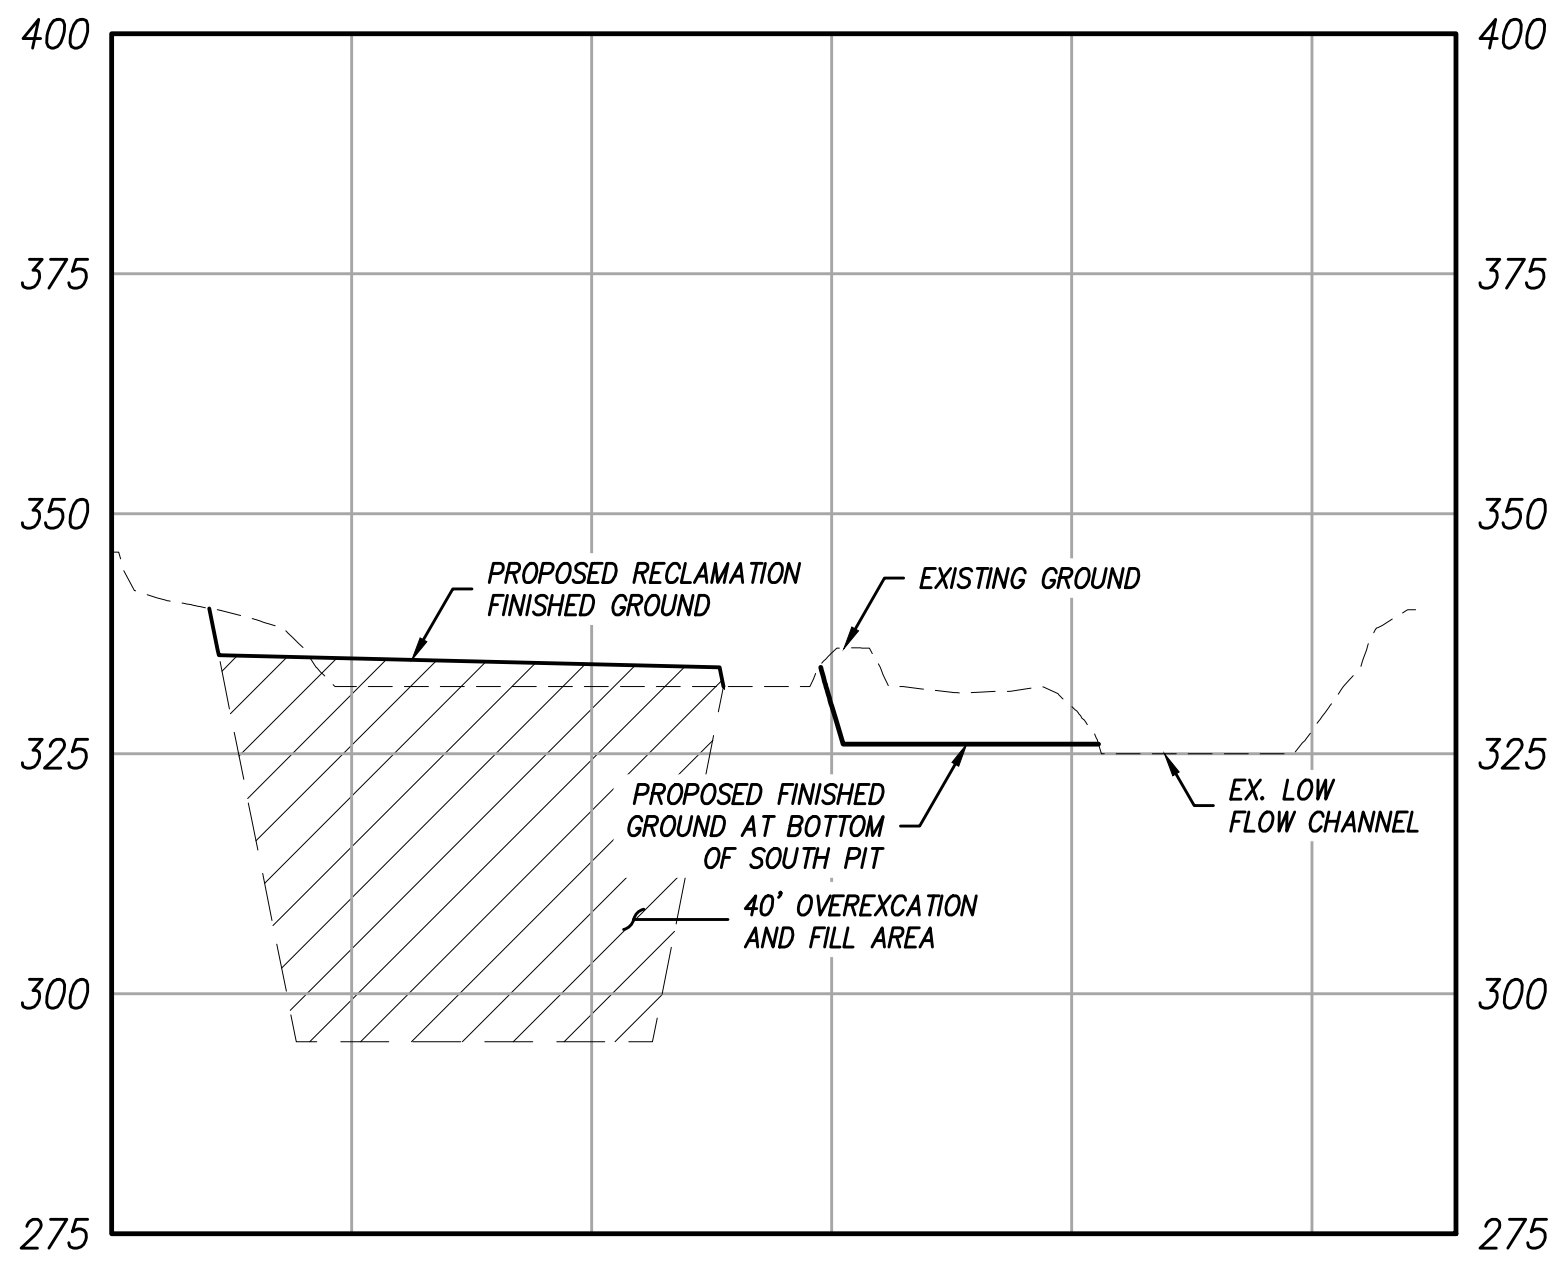 400
400
375
375
350
350
PROPOSED RECLAMATION
FINISHED GROUND
EXISTING GROUND
325
325
PROPOSED FINISHED
GROUND AT BOTTOM
OF SOUTH PIT
EX. LOW
FLOW CHANNEL
40' OVEREXCATION
AND FILL AREA
300
300
275
275